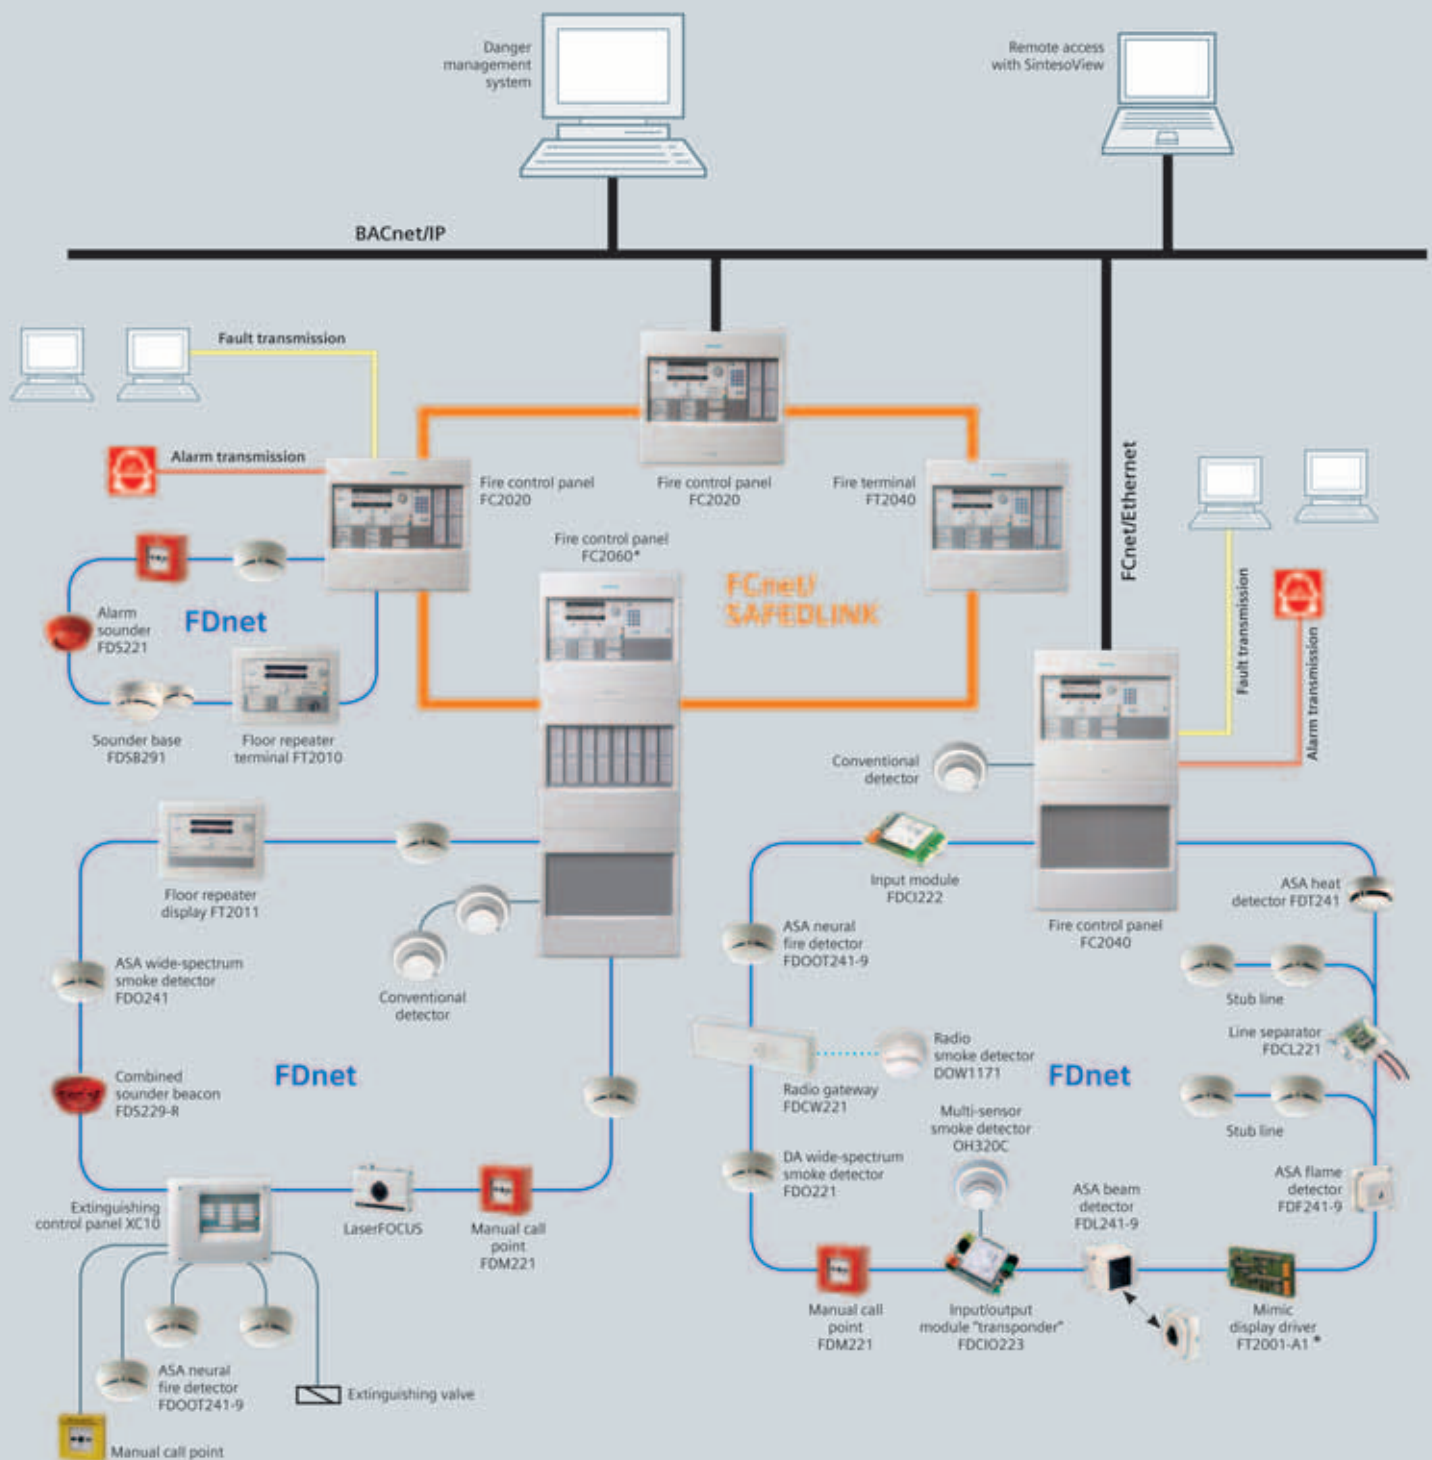 Danger
management
system
Remote access
with SintesoView
BACnet/IP
Fault transmission
Alarm transmission
Fire control panel
FC2020
Fire control panel
FC2020
Fire terminal
FT2040
Fire control panel
FC2060*
FCnet/
SAFEDLINK
FCnet/Ethernet
Fault transmission
Alarm transmission
Alarm
sounder
FDS221
FDnet
Sounder base
FDSB291
Floor repeater
terminal FT2010
Conventional
detector
Floor repeater
display FT2011
Input module
FDCI222
Fire control panel
FC2040
ASA heat
detector FDT241
ASA neural
fire detector
FDOOT241-9
ASA wide-spectrum
smoke detector
FDO241
Conventional
detector
Stub line
Line separator
FDCL221
Radio
smoke detector
DOW1171
Radio gateway
FDCW221
FDnet
FDnet
Combined
sounder beacon
FDS229-R
Multi-sensor
smoke detector
OH320C
Stub line
DA wide-spectrum
smoke detector
FDO221
ASA beam
detector
FDL241-9
ASA flame
detector
FDF241-9
Extinguishing
control panel XC10
LaserFOCUS
Manual call
point
FDM221
Manual call
point
FDM221
Input/output
module "transponder"
FDCIO223
Mimic
display driver
FT2001-A1 *
ASA neural
fire detector
FDOOT241-9
Extinguishing valve
Manual call point